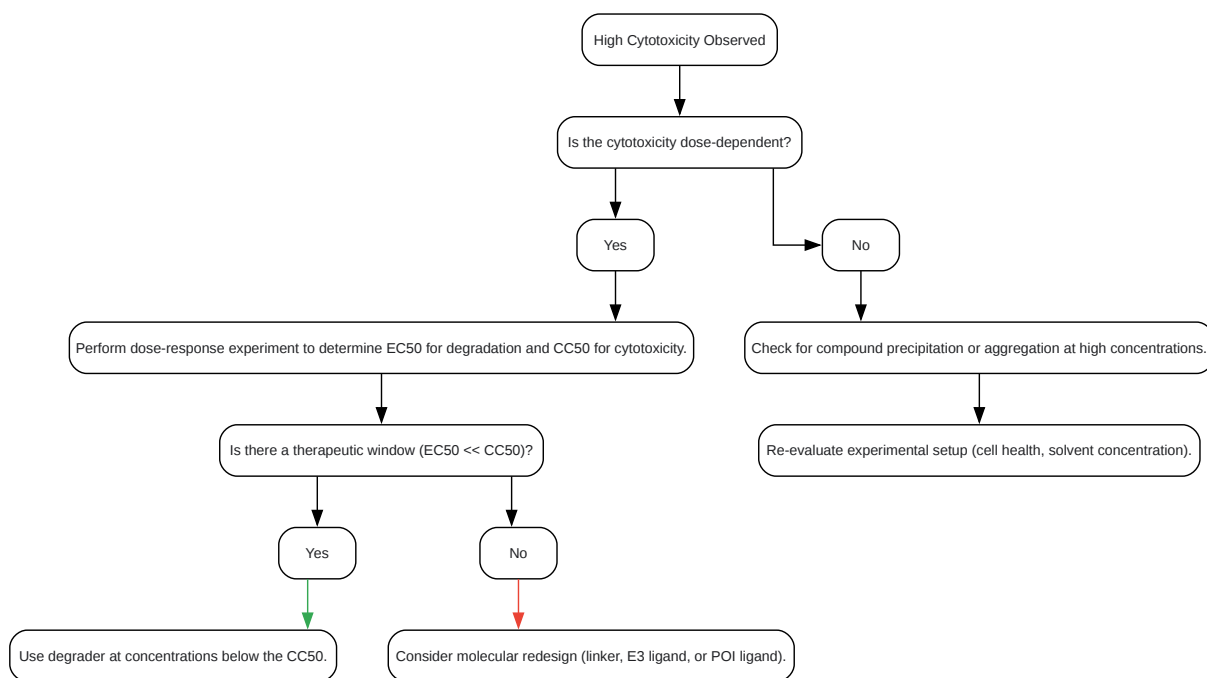 High Cytotoxicity Observed
Is the cytotoxicity dose-dependent?
Yes
No
Perform dose-response experiment to determine EC50 for degradation and CC50 for cytotoxicity.
Check for compound precipitation or aggregation at high concentrations.
Is there a therapeutic window (EC50 << CC50)?
Re-evaluate experimental setup (cell health, solvent concentration).
Yes
No
Use degrader at concentrations below the CC50.
Consider molecular redesign (linker, E3 ligand, or POI ligand).